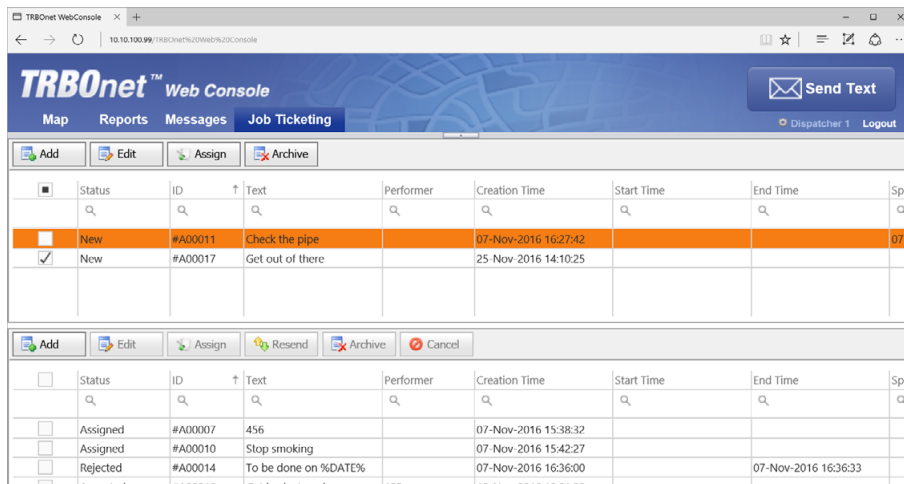 TRBOnet WebConsole
10.10.100.99/TRBOnet%20Web%20Console
TRBOnet™ Web Console
Send Text
Map Reports Messages Job Ticketing
Dispatcher 1 Logout
Add Edit Assign Archive
Status ID Text Performer Creation Time Start Time End Time Sp
New #A00011 Check the pipe 07-Nov-2016 16:27:42 07
New #A00017 Get out of there 25-Nov-2016 14:10:25
Add Edit Assign Resend Archive Cancel
Status ID Text Performer Creation Time Start Time End Time Sp
Assigned #A00007 456 07-Nov-2016 15:38:32
Assigned #A00010 Stop smoking 07-Nov-2016 15:42:27
Rejected #A00014 To be done on %DATE% 07-Nov-2016 16:36:00 07-Nov-2016 16:36:33